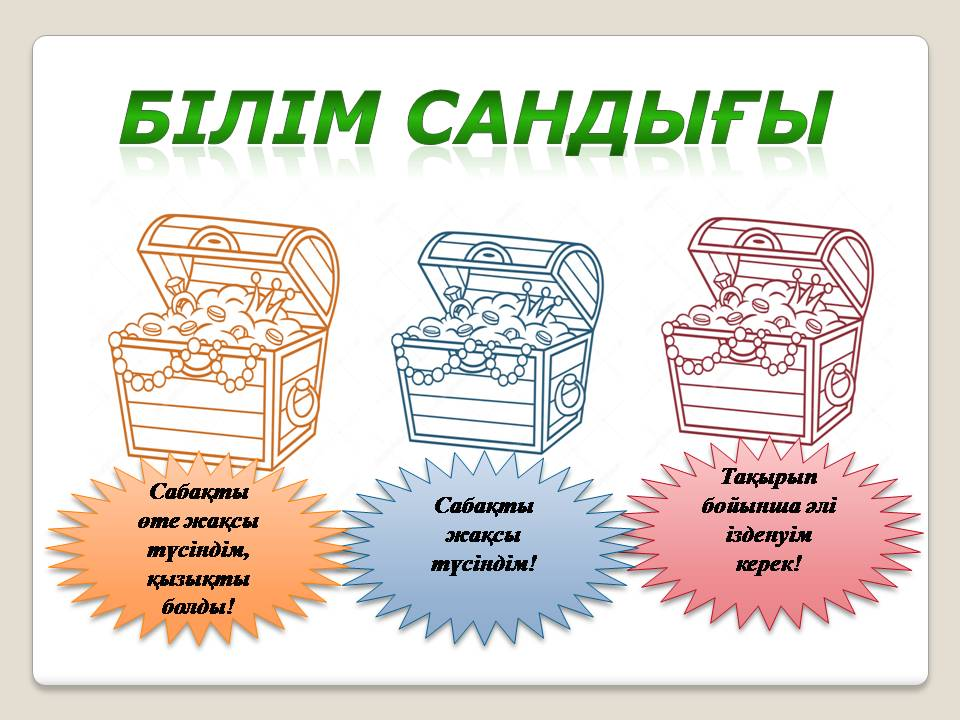 БІЛІМ САНДЫҒЫ
Сабақты
өте жақсы
түсіндім,
қызықты
болды!
Сабақты
жақсы
түсіндім!
Тақырып
бойынша әлі
ізденуім
керек!